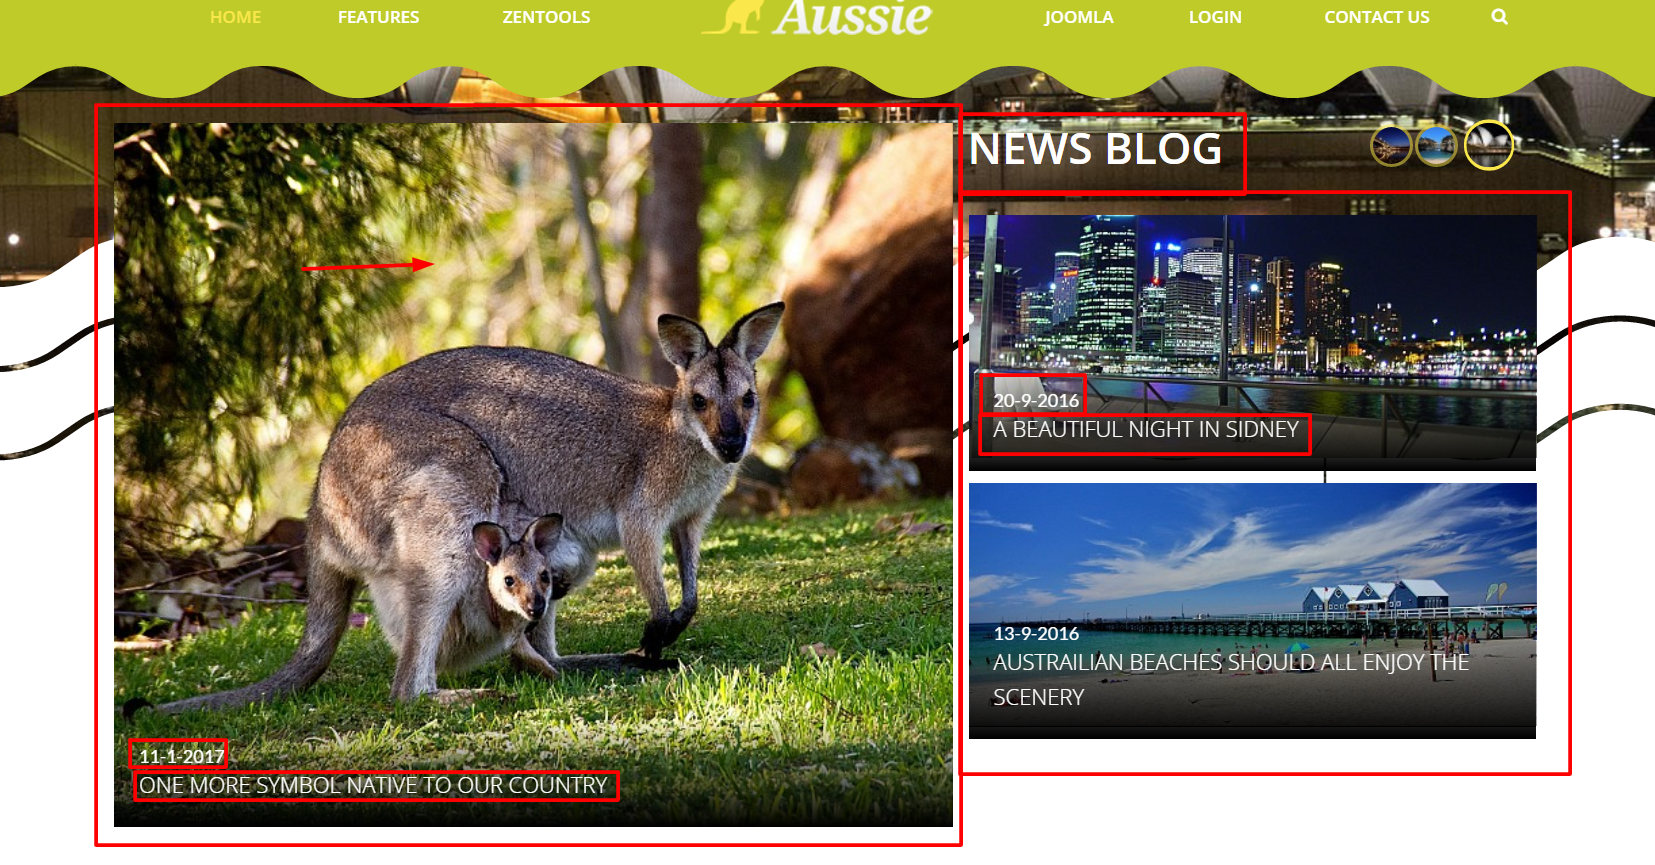 HOME FEATURES ZENTOOLS Aussie JOOMLA LOGIN CONTACT US
NEWS BLOG
20-9-2016
A BEAUTIFUL NIGHT IN SIDNEY
13-9-2016
AUSTRAILIAN BEACHES SHOULD ALL ENJOY THE
SCENERY
11-1-2017
ONE MORE SYMBOL NATIVE TO OUR COUNTRY